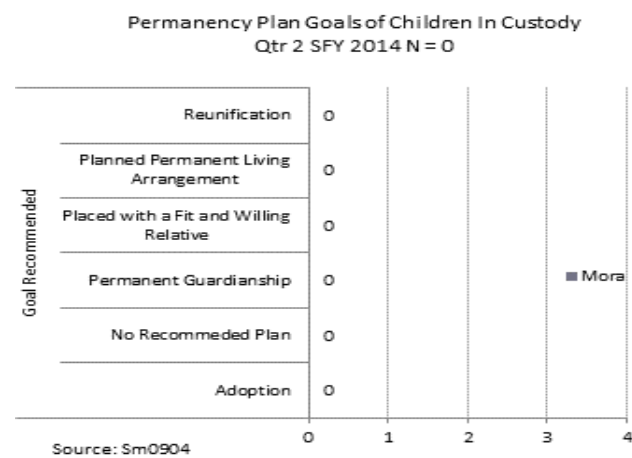 Permanency Plan Goals of Children In Custody
Qtr 2 SFY 2014 N = 0
Goal Recommended
Reunification 0
Planned Permanent Living
Arrangement 0
Placed with a Fit and Willing
Relative 0
Permanent Guardianship 0
Mora
No Recommeded Plan 0
Adoption 0
0 1 2 3 4
Source: Sm0904